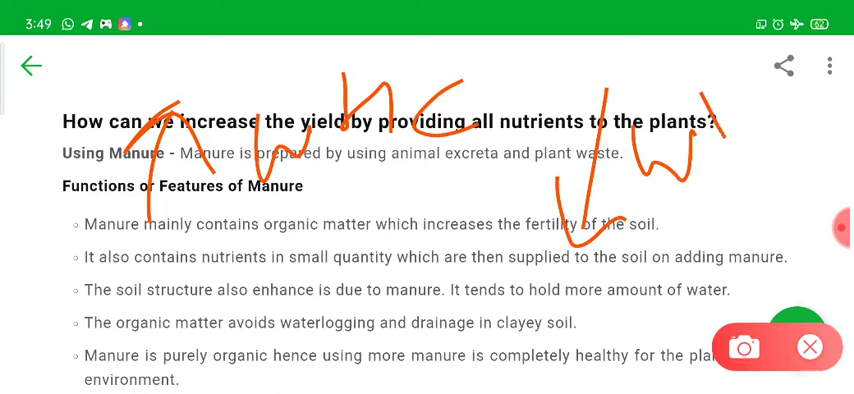 3:49
How can we increase the yield by providing all nutrients to the plants?
Using Manure - Manure is prepared by using animal excreta and plant waste.
Functions or Features of Manure
Manure mainly contains organic matter which increases the fertility of the soil.
It also contains nutrients in small quantity which are then supplied to the soil on adding manure.
The soil structure also enhance is due to manure. It tends to hold more amount of water.
The organic matter avoids waterlogging and drainage in clayey soil.
Manure is purely organic hence using more manure is completely healthy for the
environment.